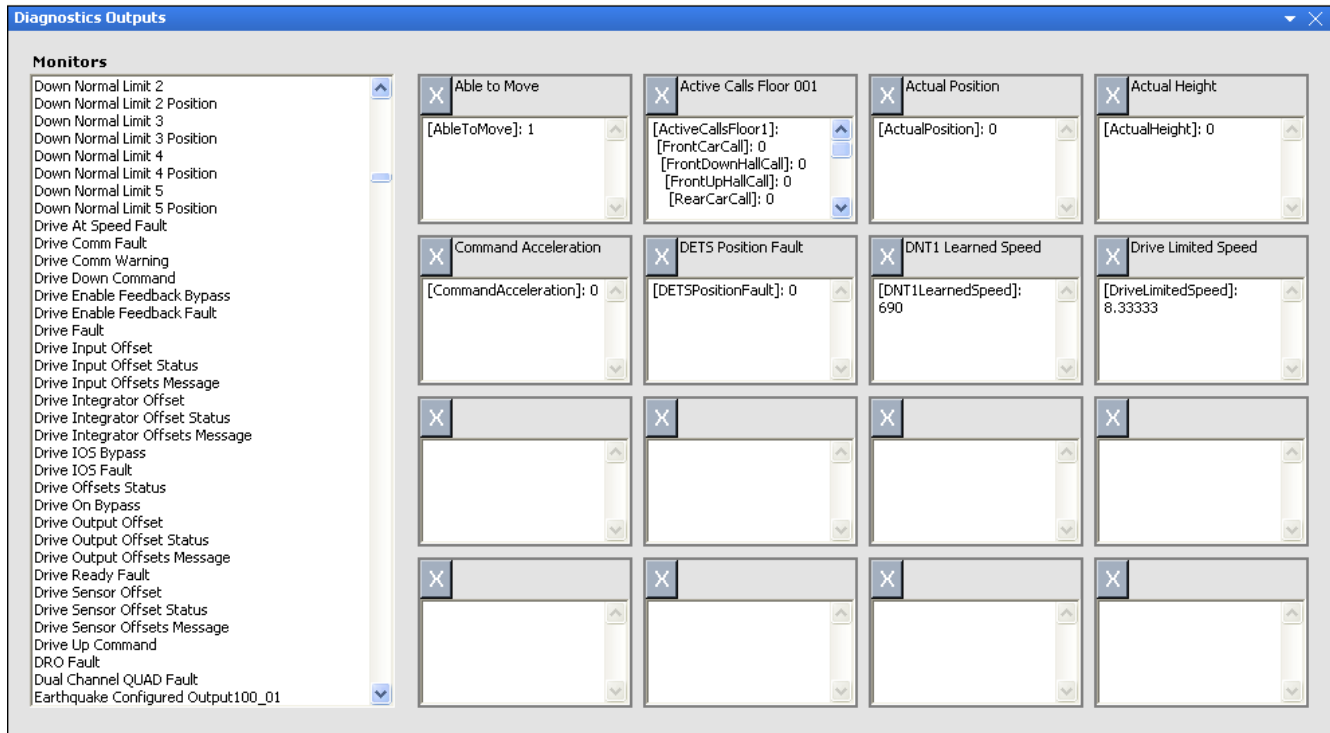 Diagnostics Outputs
Monitors
Down Normal Limit 2
Down Normal Limit 2 Position
Down Normal Limit 3
Down Normal Limit 3 Position
Down Normal Limit 4
Down Normal Limit 4 Position
Down Normal Limit 5
Down Normal Limit 5 Position
Drive At Speed Fault
Drive Comm Fault
Drive Comm Warning
Drive Down Command
Drive Enable Feedback Bypass
Drive Enable Feedback Fault
Drive Fault
Drive Input Offset
Drive Input Offset Status
Drive Input Offsets Message
Drive Integrator Offset
Drive Integrator Offset Status
Drive Integrator Offsets Message
Drive IOS Bypass
Drive IOS Fault
Drive Offsets Status
Drive On Bypass
Drive Output Offset
Drive Output Offset Status
Drive Output Offsets Message
Drive Ready Fault
Drive Sensor Offset
Drive Sensor Offset Status
Drive Sensor Offsets Message
Drive Up Command
DRO Fault
Dual Channel QUAD Fault
Earthquake Configured Output100_01
X Able to Move
[AbleToMove]: 1
X Active Calls Floor 001
[ActiveCallsFloor1]:
[FrontCarCall]: 0
[FrontDownHallCall]: 0
[FrontUpHallCall]: 0
[RearCarCall]: 0
X Actual Position
[ActualPosition]: 0
X Actual Height
[ActualHeight]: 0
X Command Acceleration
[CommandAcceleration]: 0
X DETS Position Fault
[DETSPositionFault]: 0
X DNT1 Learned Speed
[DNT1LearnedSpeed]:
690
X Drive Limited Speed
[DriveLimitedSpeed]:
8.33333
X
X
X
X
X
X
X
X